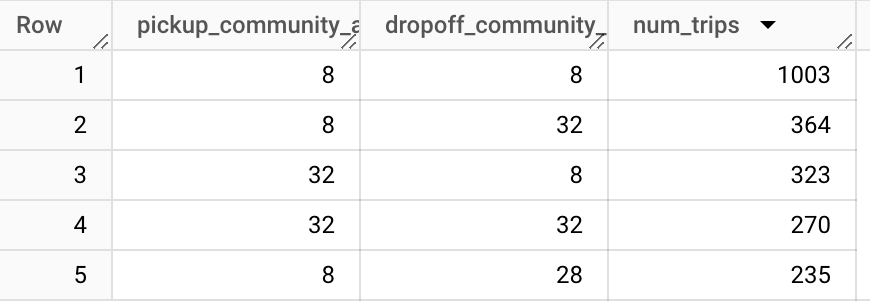 Row pickup_community_a dropoff_community_ num_trips
1 8 8 1003
2 8 32 364
3 32 8 323
4 32 32 270
5 8 28 235